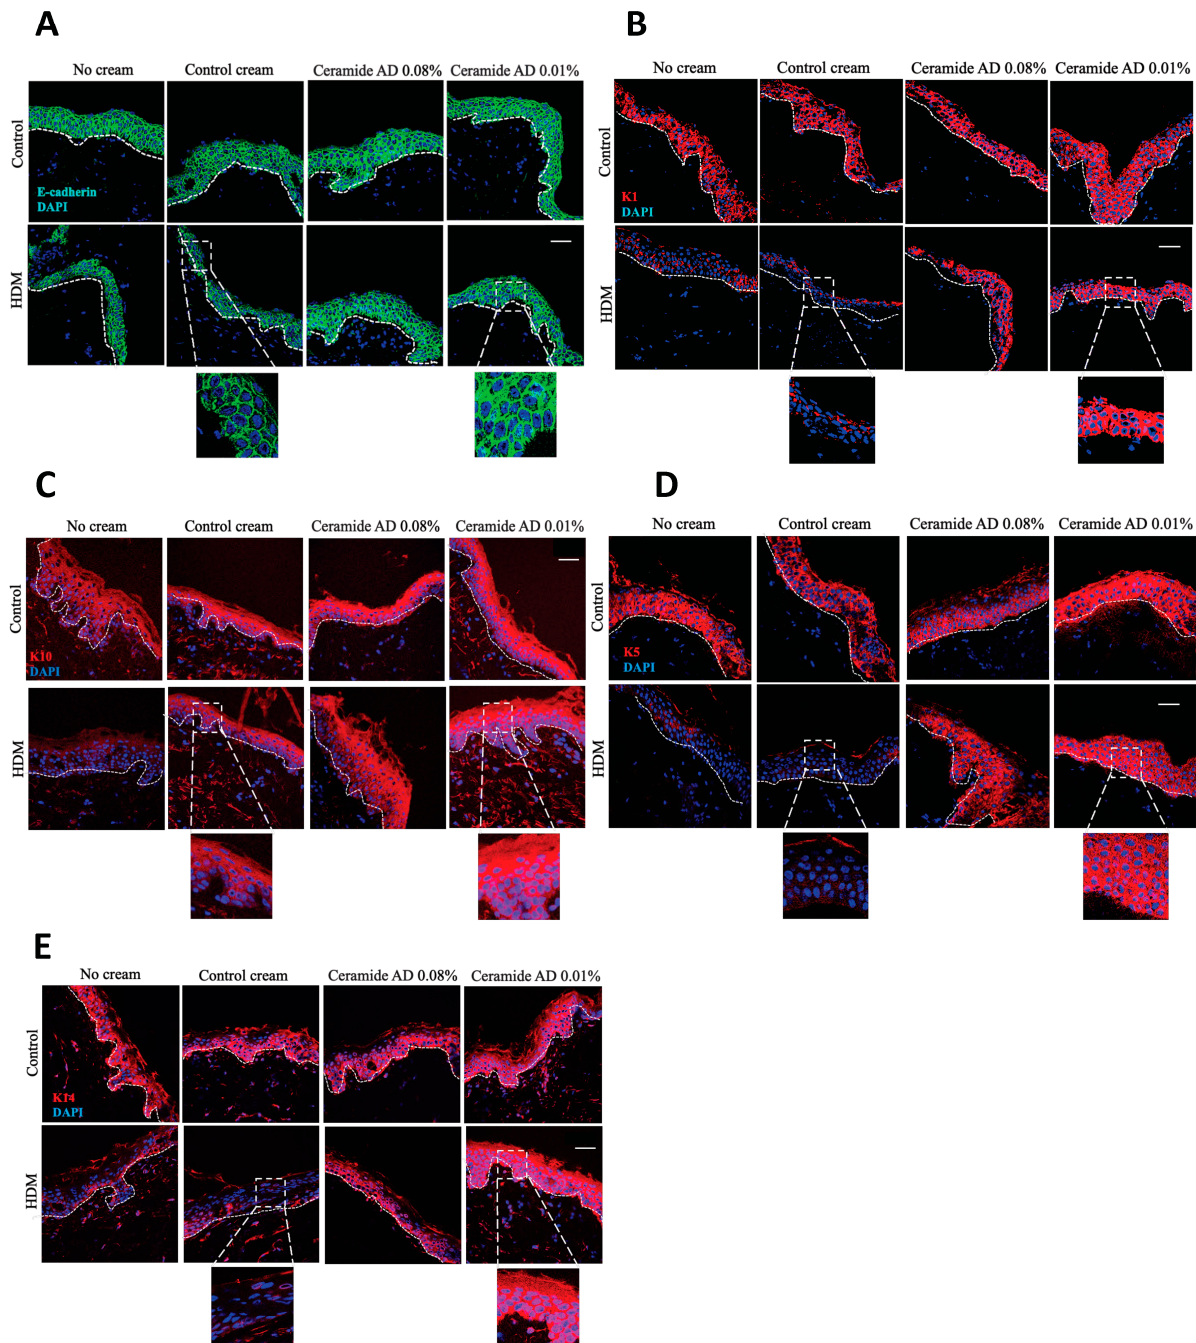 A
No cream
Control cream
Ceramide AD 0.08%
Ceramide AD 0.01%
Control
E-cadherin
DAPI
HDM
B
No cream
Control cream
Ceramide AD 0.08%
Ceramide AD 0.01%
Control
K1
DAPI
HDM
C
No cream
Control cream
Ceramide AD 0.08%
Ceramide AD 0.01%
Control
K10
DAPI
HDM
D
No cream
Control cream
Ceramide AD 0.08%
Ceramide AD 0.01%
Control
K5
DAPI
HDM
E
No cream
Control cream
Ceramide AD 0.08%
Ceramide AD 0.01%
Control
K14
DAPI
HDM